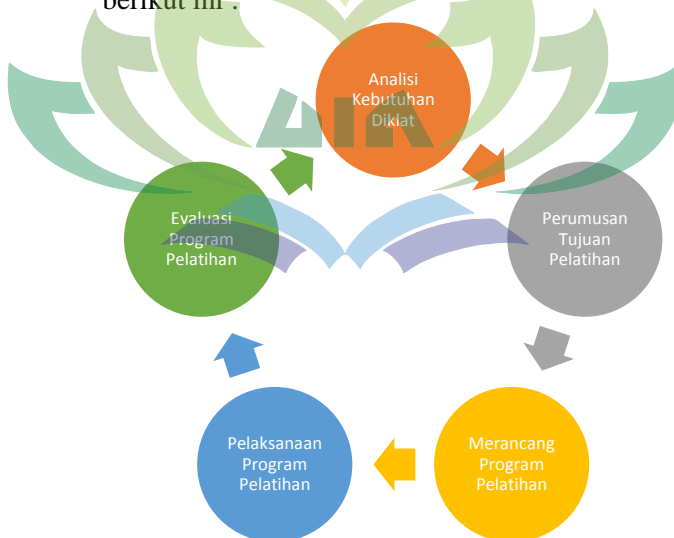 berikut ini :
Analisi
Kebutuhan
Diklat
Perumusan
Tujuan
Pelatihan
Merancang
Program
Pelatihan
Pelaksanaan
Program
Pelatihan
Evaluasi
Program
Pelatihan